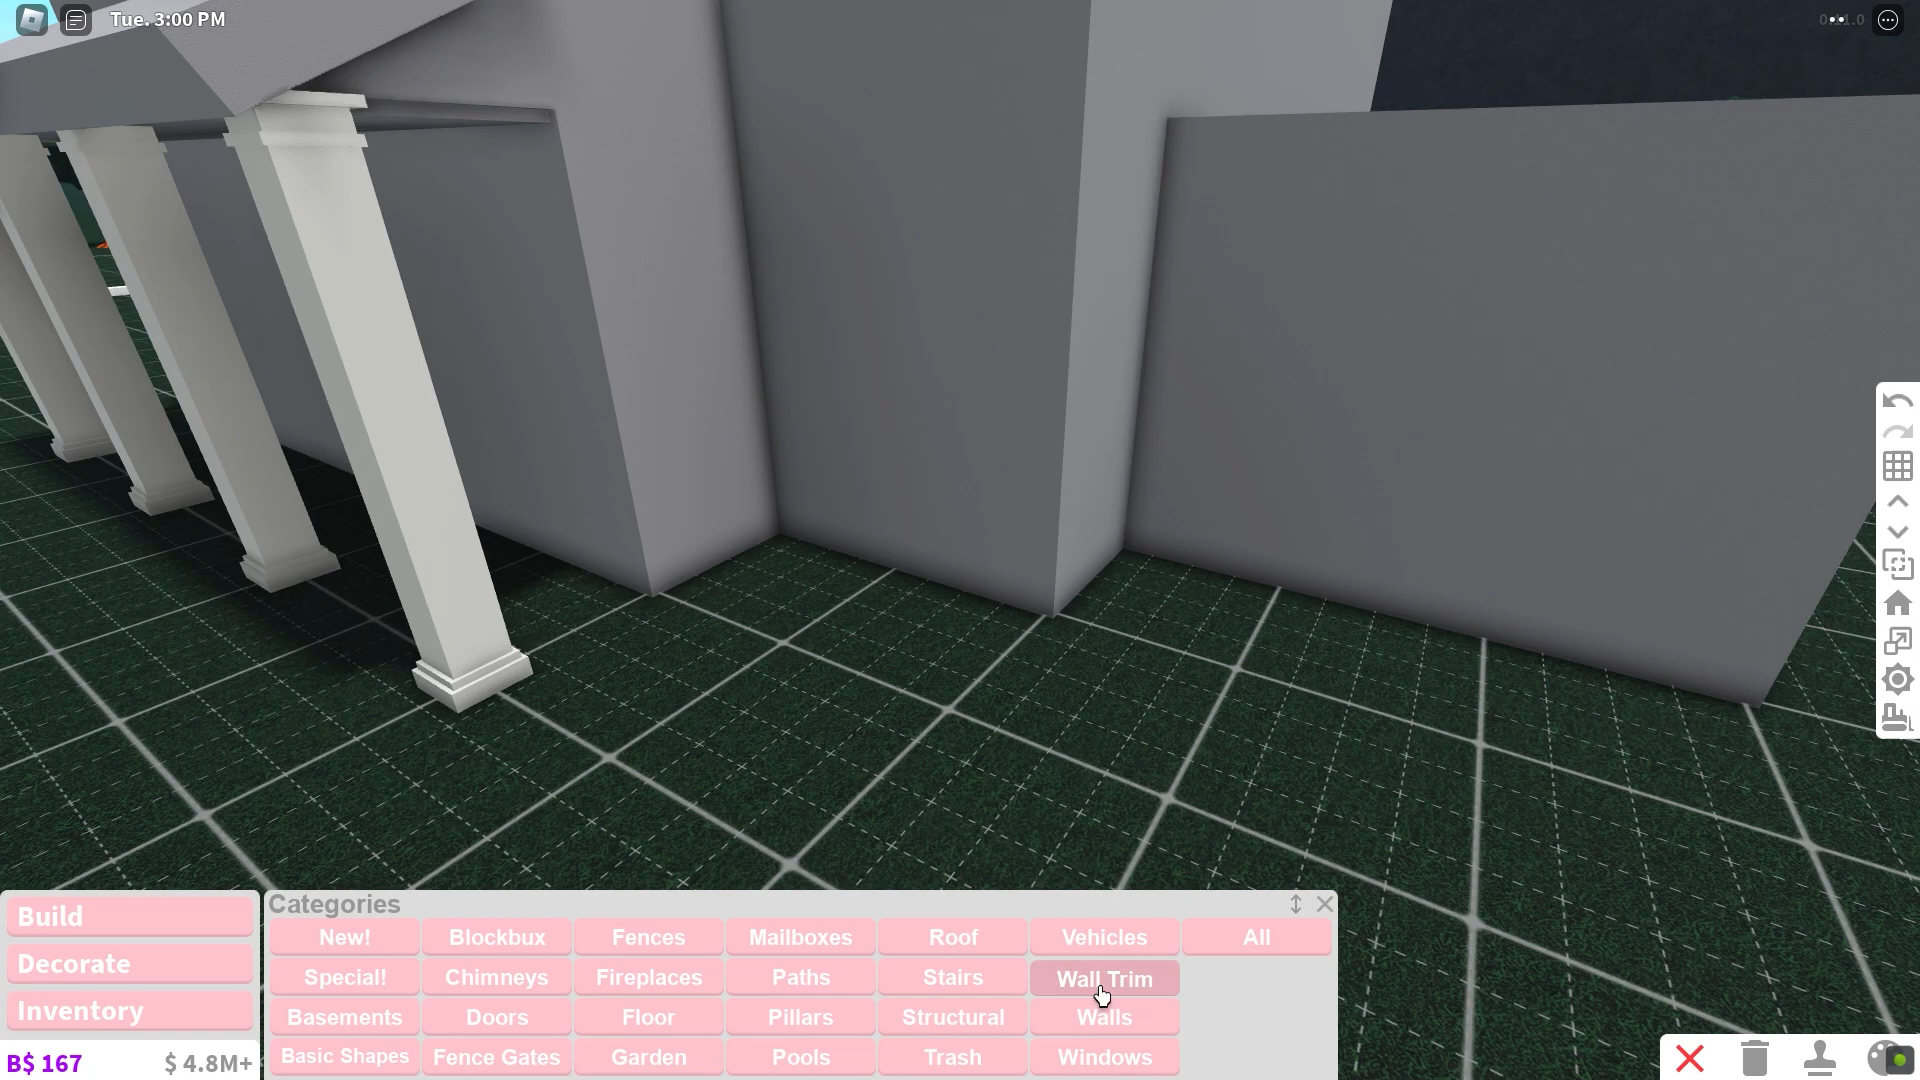 Tue. 3:00 PM
Build
Decorate
Inventory
B$ 167 $ 4.8M+
Categories
New! Blockbux Fences Mailboxes Roof Vehicles All
Special! Chimneys Fireplaces Paths Stairs Wall Trim
Basements Doors Floor Pillars Structural Walls
Basic Shapes Fence Gates Garden Pools Trash Windows